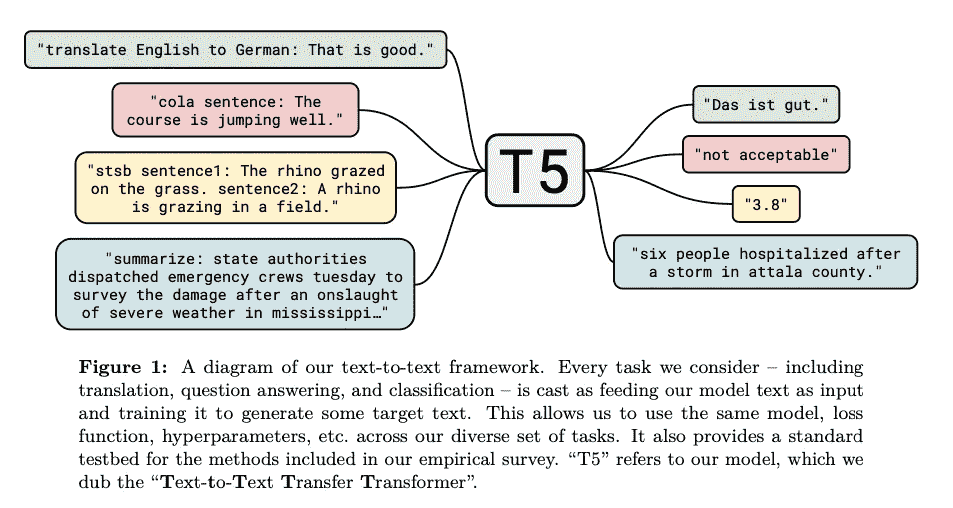 "translate English to German: That is good."
"cola sentence: The
course is jumping well."
"stsb sentence1: The rhino grazed
on the grass. sentence2: A rhino
is grazing in a field."
"summarize: state authorities
dispatched emergency crews tuesday to
survey the damage after an onslaught
of severe weather in mississippi…"
T5
"Das ist gut."
"not acceptable"
"3.8"
"six people hospitalized after
a storm in attala county."
Figure 1: A diagram of our text-to-text framework. Every task we consider – including
translation, question answering, and classification – is cast as feeding our model text as input
and training it to generate some target text. This allows us to use the same model, loss
function, hyperparameters, etc. across our diverse set of tasks. It also provides a standard
testbed for the methods included in our empirical survey. “T5” refers to our model, which we
dub the “Text-to-Text Transfer Transformer”.